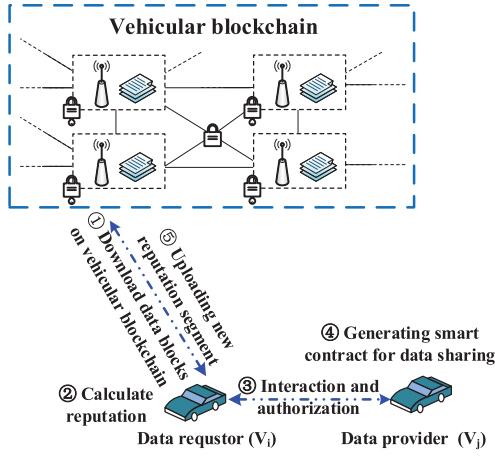 Vehicular blockchain
① Download data blocks
on vehicular blockchain
⑤ Uploading new
reputation segment
④ Generating smart
contract for data sharing
② Calculate
reputation
③ Interaction and
authorization
Data requstor (Vi)
Data provider (Vj)